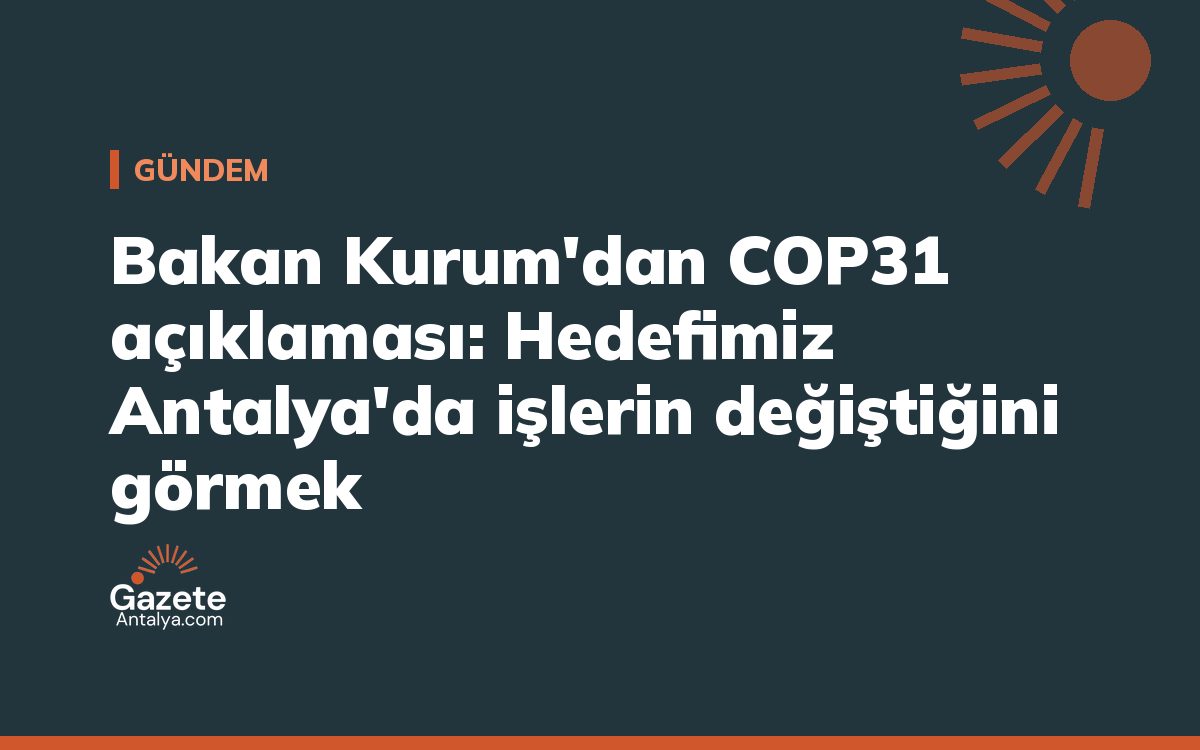 GÜNDEM
Bakan Kurum'dan COP31
açıklaması: Hedefimiz
Antalya'da işlerin değiştiğini
görmek
Gazete
Antalya.com